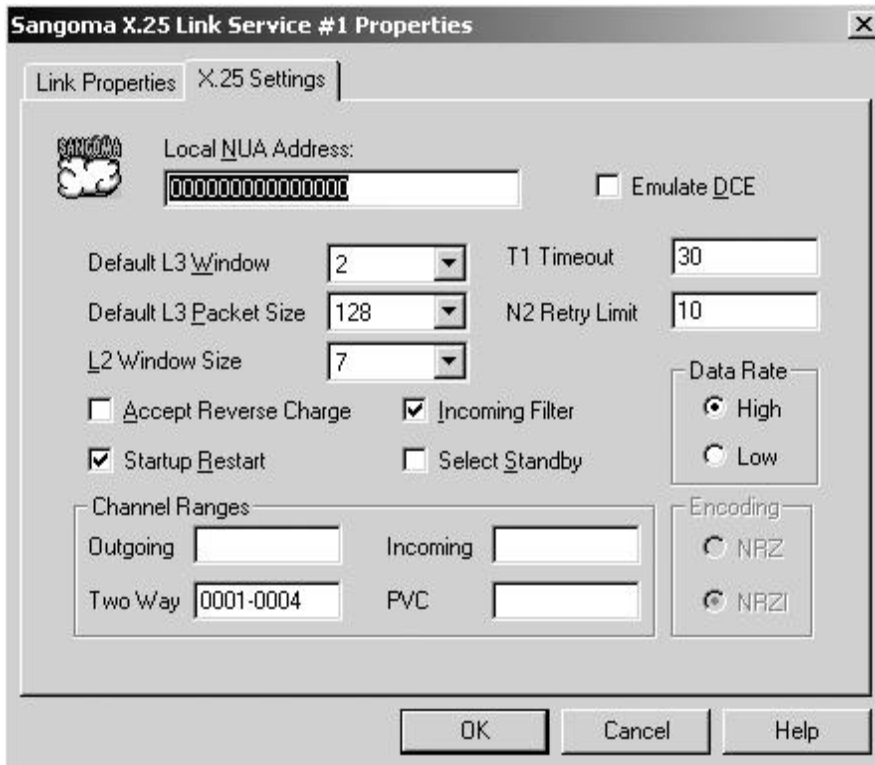 Sangoma X.25 Link Service #1 Properties
Link Properties X.25 Settings
SANGOMA
Local NUA Address:
000000000000000
Emulate DCE
Default L3 Window 2
T1 Timeout 30
Default L3 Packet Size 128
N2 Retry Limit 10
L2 Window Size 7
Accept Reverse Charge
Incoming Filter
Startup Restart
Select Standby
Data Rate
High
Low
Channel Ranges
Outgoing
Incoming
Two Way 0001-0004
PVC
Encoding
NRZ
NRZI
OK Cancel Help